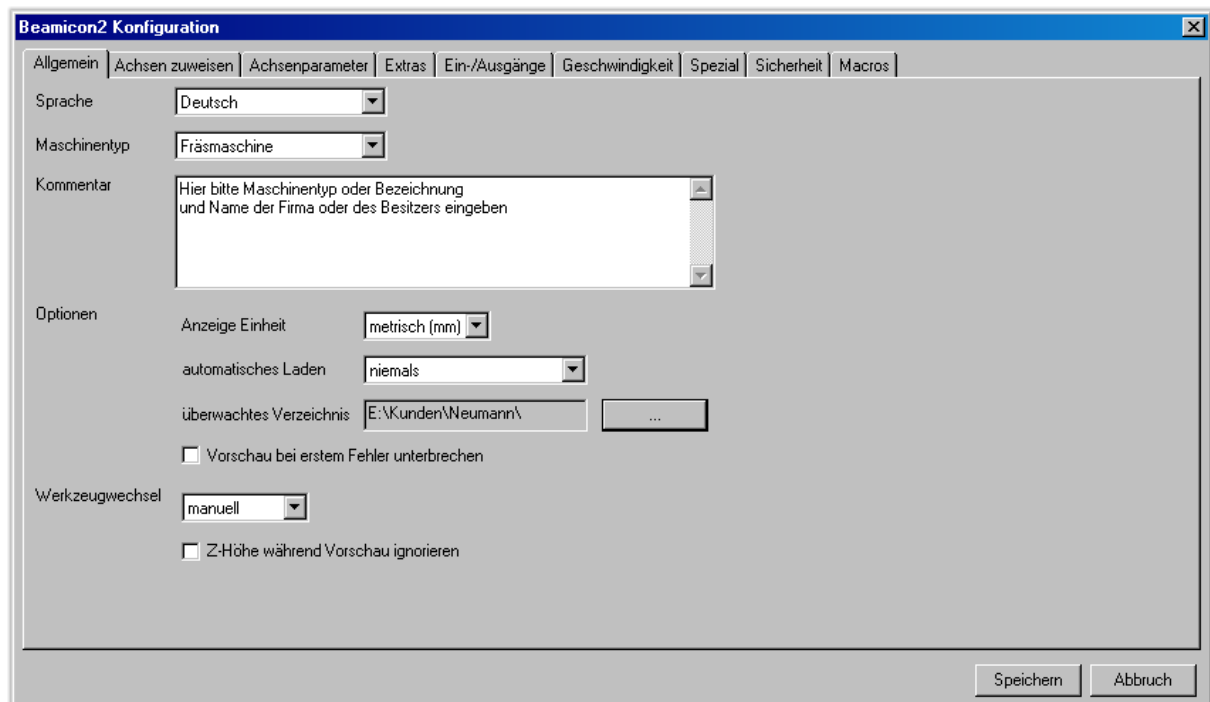 Beamicon2 Konfiguration
Allgemein Achsen zuweisen Achsenparameter Extras Ein-/Ausgänge Geschwindigkeit Spezial Sicherheit Macros
Sprache Deutsch
Maschinentyp Fräsmaschine
Kommentar Hier bitte Maschinentyp oder Bezeichnung
und Name der Firma oder des Besitzers eingeben
Optionen
Anzeige Einheit metrisch (mm)
automatisches Laden niemals
überwachtes Verzeichnis E:\Kunden\Neumann\ ...
Vorschau bei erstem Fehler unterbrechen
Werkzeugwechsel
manuell
Z-Höhe während Vorschau ignorieren
Speichern Abbruch